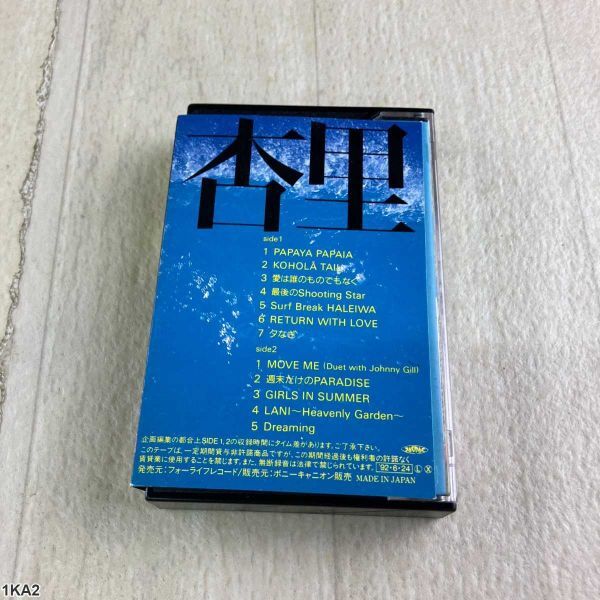 杏里
side 1
1 PAPAYA PAPAIA
2 KOHOLĀ TAIL
3 愛は誰のものでもなく
4 最後のShooting Star
5 Surf Break HALEIWA
6 RETURN WITH LOVE
7 夕なぎ
side2
1 MOVE ME (Duet with Johnny Gill)
2 週末だけのPARADISE
3 GIRLS IN SUMMER
4 LANI〜Heavenly Garden〜
5 Dreaming
企画編集の都合上SIDE 1, 2の収録時間にタイム差があります。ご了承下さい。
このテープは、一定期間貸与非許諾商品ですが、この期間経過後も権利者の許諾なく
賃貸業に使用することを禁じます。また、無断録音は法律で禁じられています。 '92・6・24 Ⓛ Ⓧ
発売元：フォーライフレコード/販売元：ポニーキャニオン販売 MADE IN JAPAN
1KA2